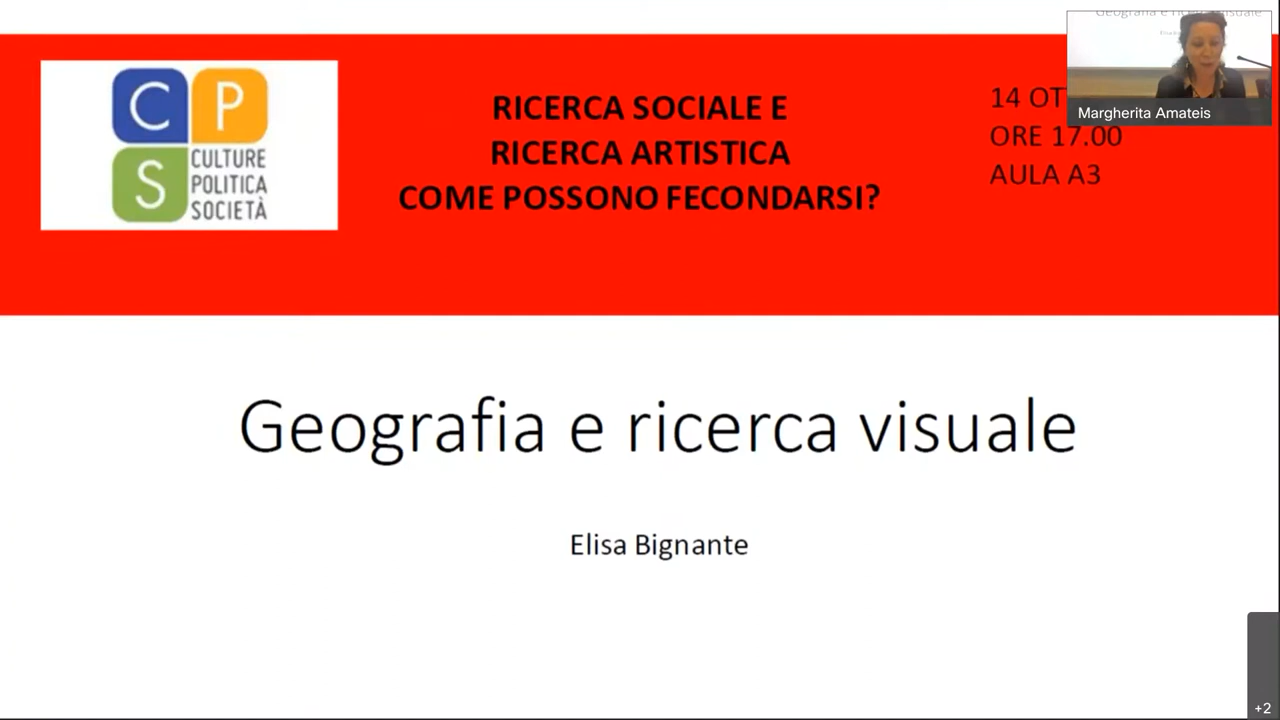 C P
S CULTURE
POLITICA
SOCIETÀ
RICERCA SOCIALE E
RICERCA ARTISTICA
COME POSSONO FECONDARSI?
14 OT
ORE 17.00
AULA A3
Margherita Amateis
Geografia e ricerca visuale
Elisa Bignante
+2